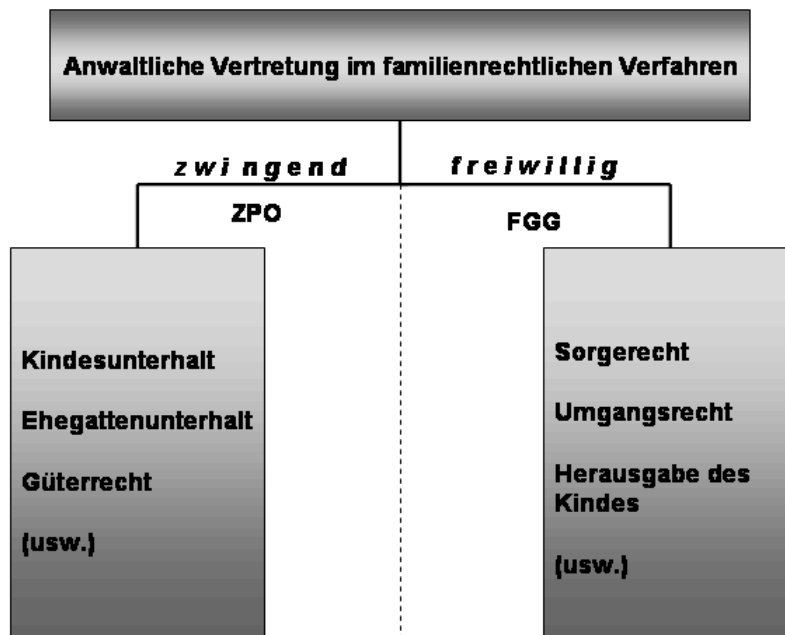 Anwaltliche Vertretung im familienrechtlichen Verfahren
zwingend
freiwillig
ZPO
FGG
Kindesunterhalt
Ehegattenunterhalt
Güterrecht
(usw.)
Sorgerecht
Umgangsrecht
Herausgabe des
Kindes
(usw.)